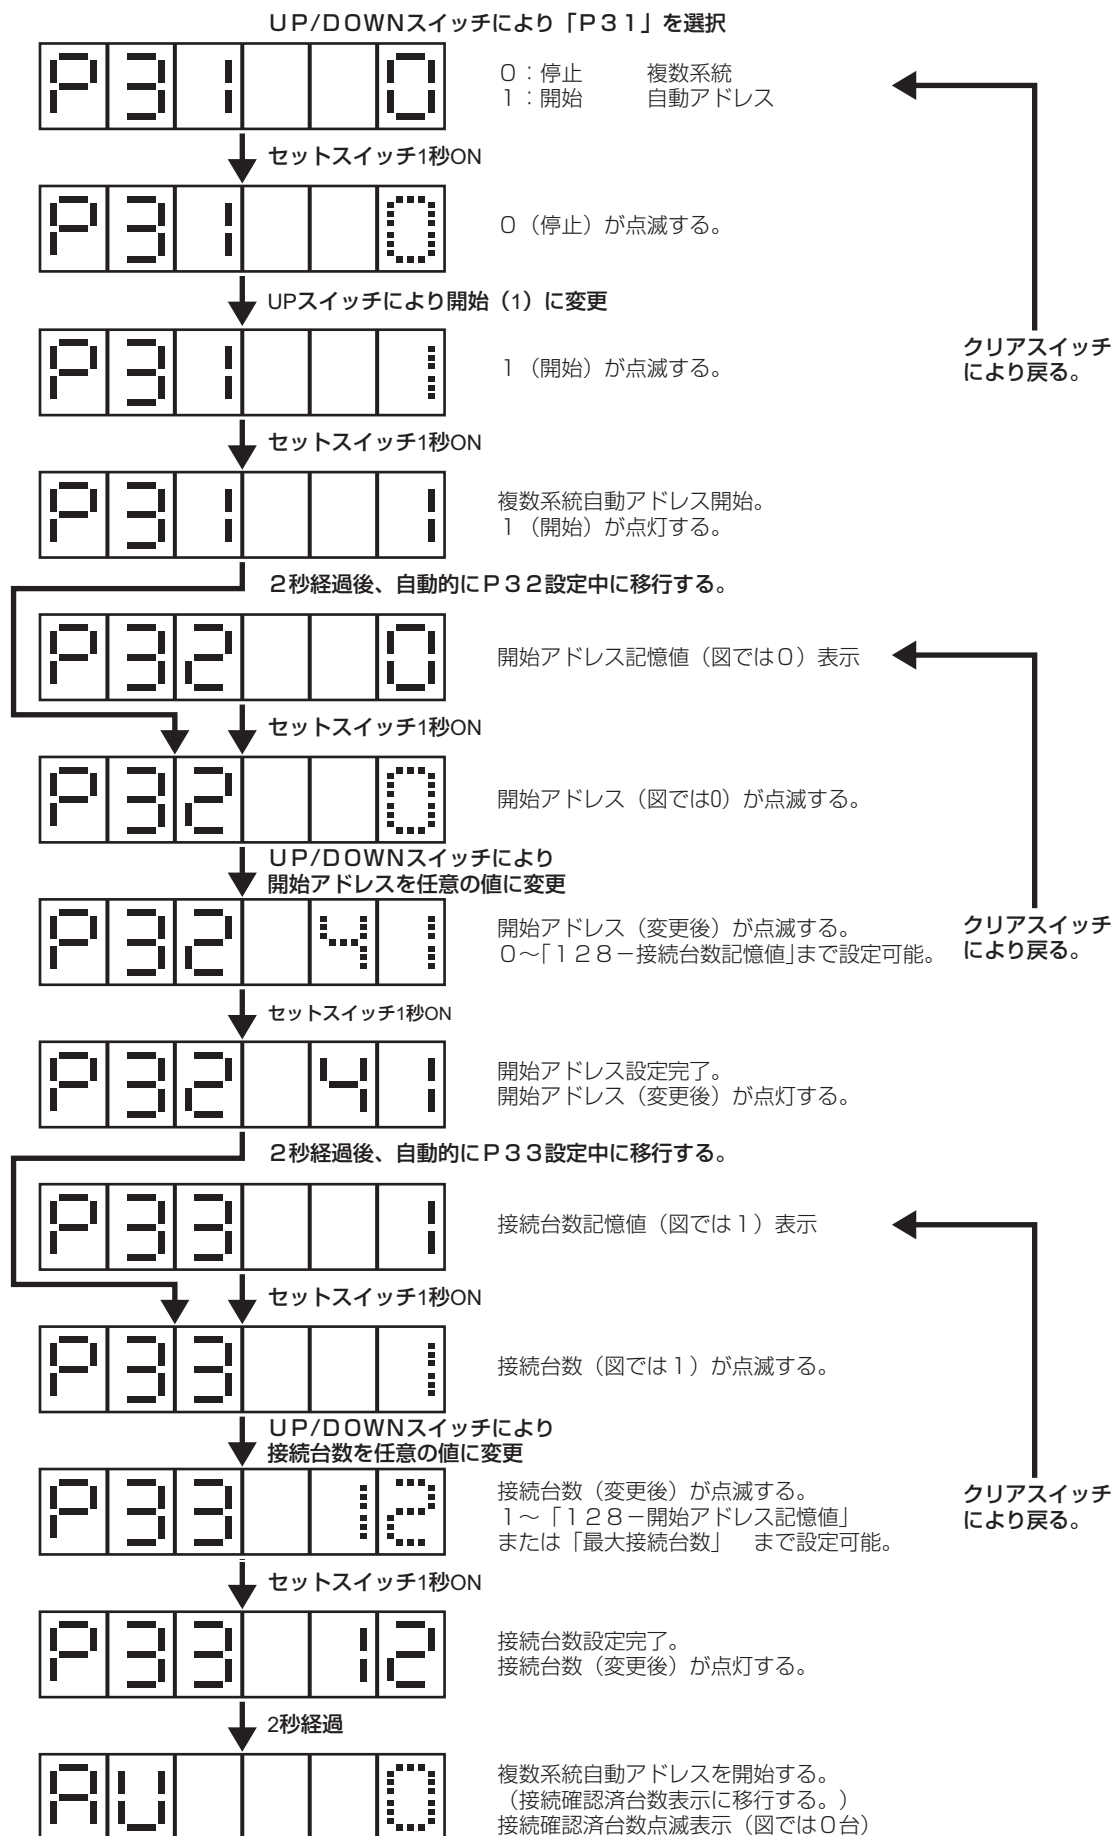 UP/DOWNスイッチにより「P31」を選択
P31 0
0：停止 複数系統
1：開始 自動アドレス
セットスイッチ1秒ON
P31 0
0（停止）が点滅する。
UPスイッチにより開始（1）に変更
P31 1
1（開始）が点滅する。
クリアスイッチ
により戻る。
セットスイッチ1秒ON
P31 1
複数系統自動アドレス開始。
1（開始）が点灯する。
2秒経過後、自動的にP32設定中に移行する。
P32 0
開始アドレス記憶値（図では0）表示
セットスイッチ1秒ON
P32 0
開始アドレス（図では0）が点滅する。
UP/DOWNスイッチにより
開始アドレスを任意の値に変更
P32 41
開始アドレス（変更後）が点滅する。
0～「128－接続台数記憶値」まで設定可能。
クリアスイッチ
により戻る。
セットスイッチ1秒ON
P32 41
開始アドレス設定完了。
開始アドレス（変更後）が点灯する。
2秒経過後、自動的にP33設定中に移行する。
P33 1
接続台数記憶値（図では1）表示
セットスイッチ1秒ON
P33 1
接続台数（図では1）が点滅する。
UP/DOWNスイッチにより
接続台数を任意の値に変更
P33 12
接続台数（変更後）が点滅する。
1～「128－開始アドレス記憶値」
または「最大接続台数」 まで設定可能。
クリアスイッチ
により戻る。
セットスイッチ1秒ON
P33 12
接続台数設定完了。
接続台数（変更後）が点灯する。
2秒経過
AU 0
複数系統自動アドレスを開始する。
（接続確認済台数表示に移行する。）
接続確認済台数点滅表示（図では0台）